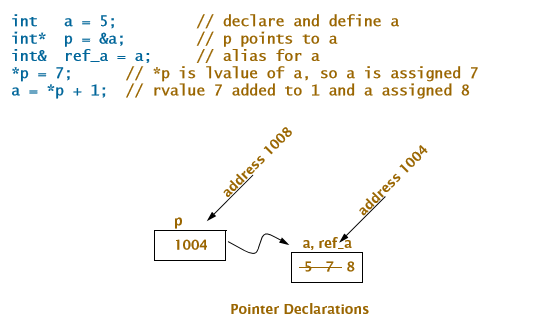 int   a = 5;          // declare and define a
int*  p = &a;         // p points to a
int&  ref_a = a;      // alias for a
*p = 7;       // *p is lvalue of a, so a is assigned 7
a = *p + 1;  // rvalue 7 added to 1 and a assigned 8
address 1008
address 1004
p
a, ref_a
1004
5 7 8
Pointer Declarations